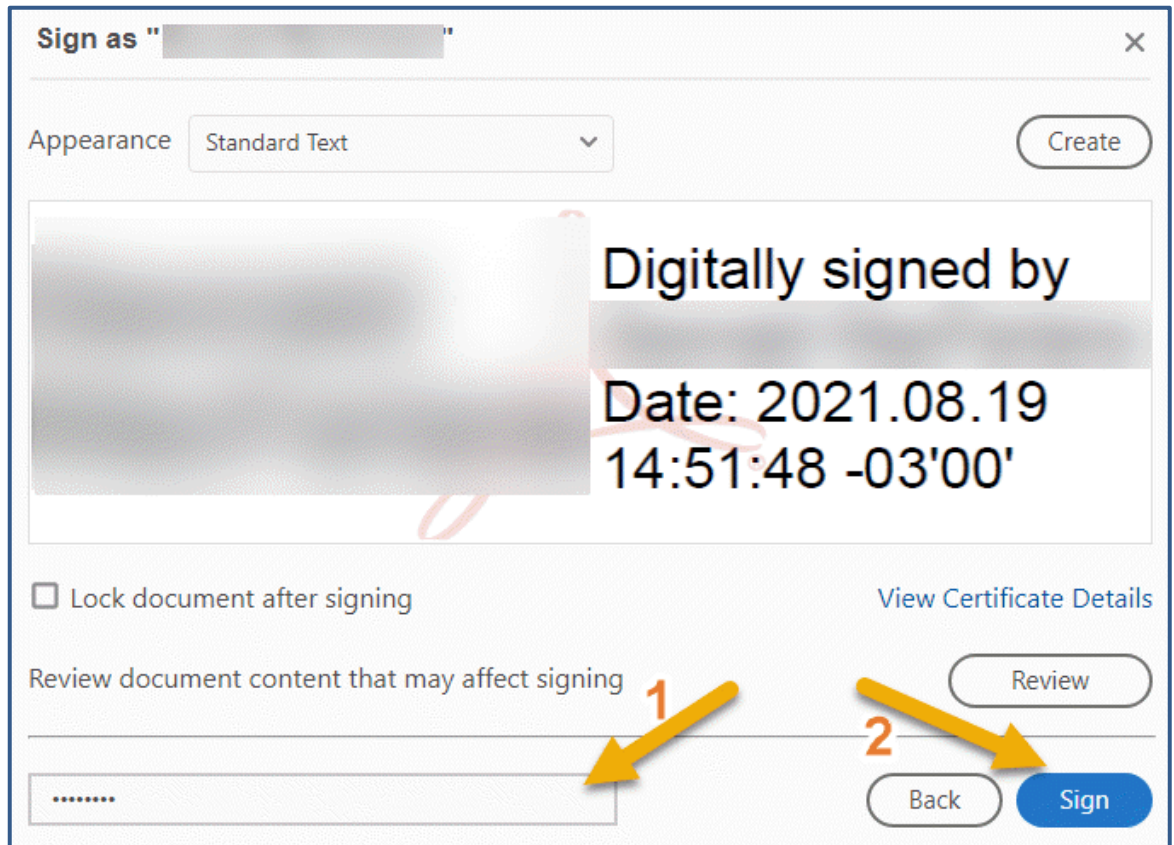 Sign as " "
Appearance Standard Text Create
Digitally signed by
Date: 2021.08.19
14:51:48 -03'00'
Lock document after signing View Certificate Details
Review document content that may affect signing Review
1 2
•••••••• Back Sign